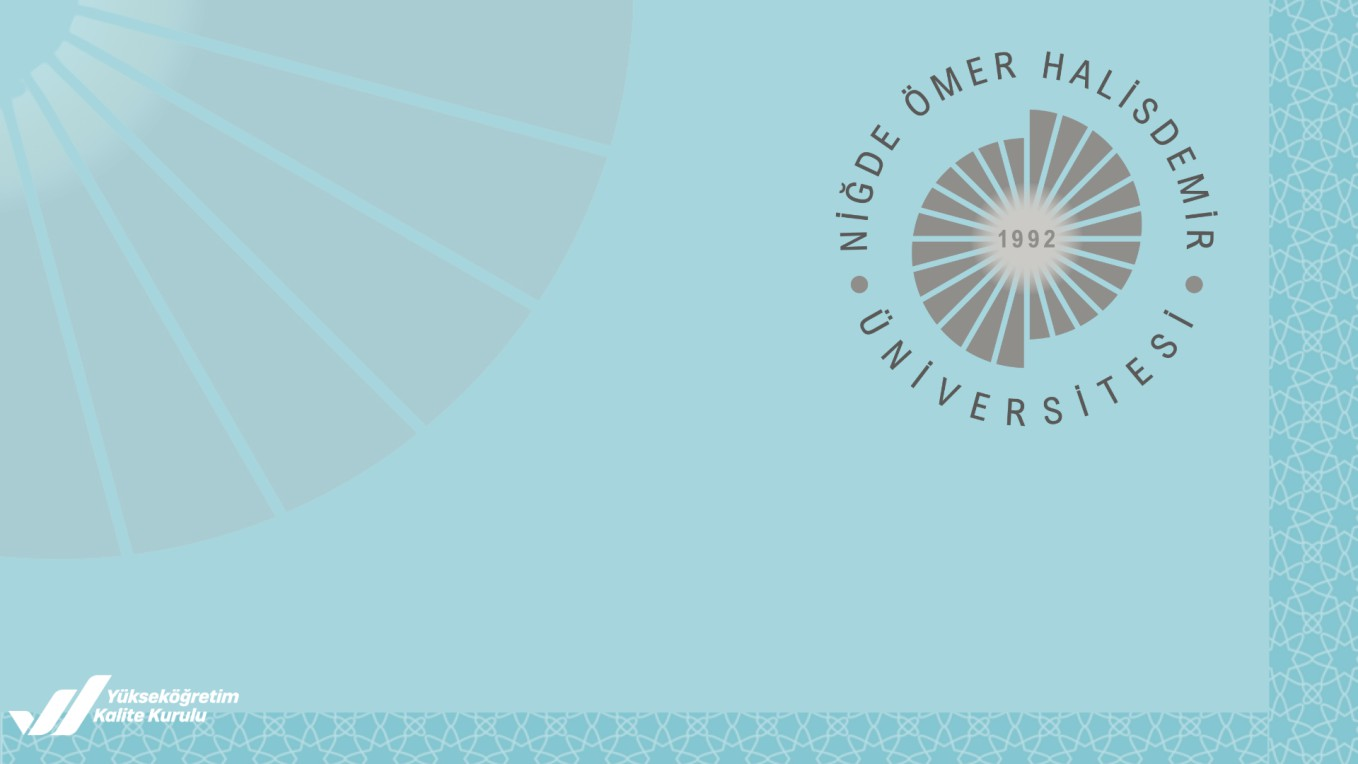 NİĞDE ÖMER HALİSDEMİR
ÜNİVERSİTESİ
1992
Yükseköğretim
Kalite Kurulu